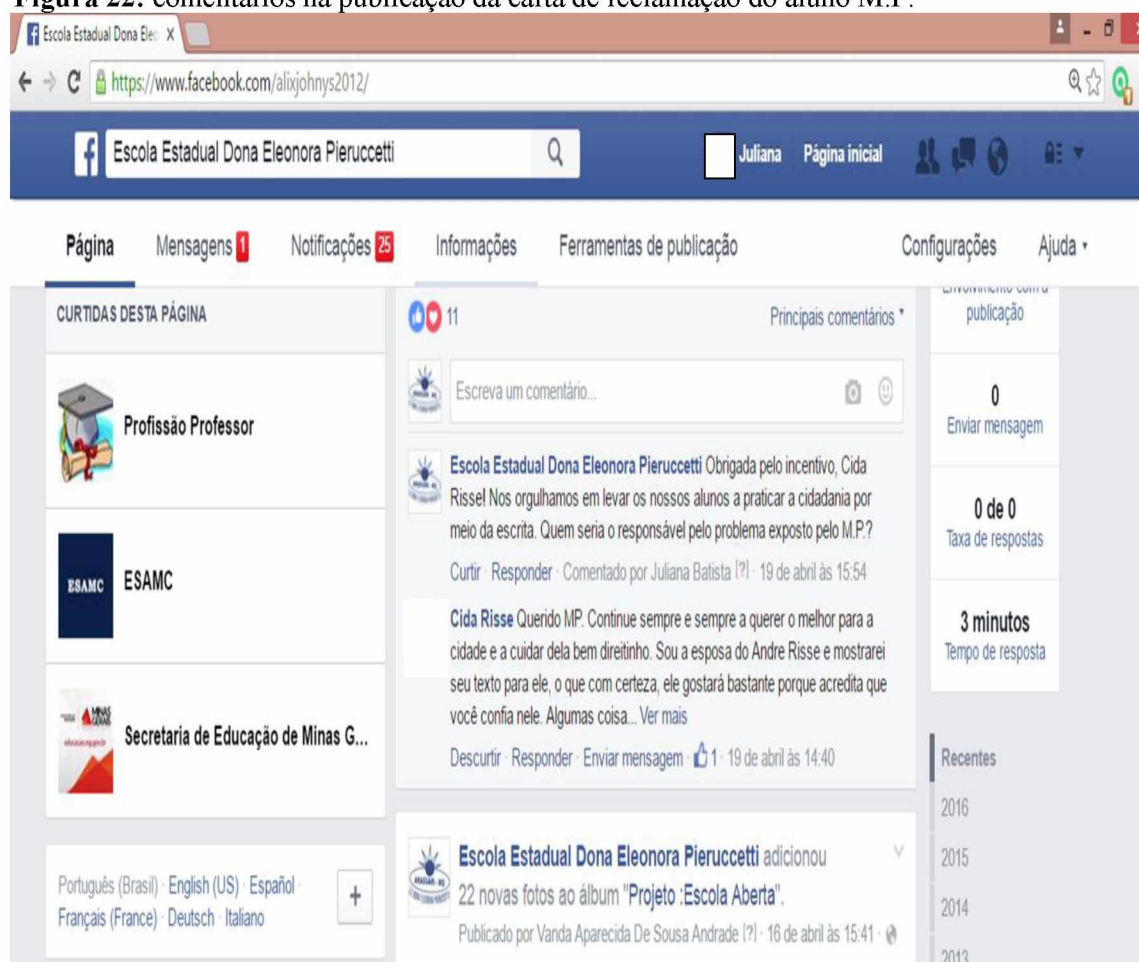 Figura 22: comentários na publicação da carta de reclamação do aluno M.P.
Escola Estadual Dona Elec
https://www.facebook.com/alixjohnys2012/
Escola Estadual Dona Eleonora Pieruccetti
Juliana Página inicial
Página Mensagens 1 Notificações 25 Informações Ferramentas de publicação Configurações Ajuda
CURTIDAS DESTA PÁGINA
Profissão Professor
ESAMC
ESAMC
MINAS GERAIS
Secretaria de Educação de Minas G...
Português (Brasil) · English (US) · Español ·
Français (France) · Deutsch · Italiano
+
11
Principais comentários
Escreva um comentário...
Escola Estadual Dona Eleonora Pieruccetti Obrigada pelo incentivo, Cida
Risse! Nos orgulhamos em levar os nossos alunos a praticar a cidadania por
meio da escrita. Quem seria o responsável pelo problema exposto pelo M.P.?
Curtir · Responder · Comentado por Juliana Batista [?] · 19 de abril às 15:54
Cida Risse Querido MP. Continue sempre e sempre a querer o melhor para a
cidade e a cuidar dela bem direitinho. Sou a esposa do Andre Risse e mostrarei
seu texto para ele, o que com certeza, ele gostará bastante porque acredita que
você confia nele. Algumas coisa... Ver mais
Descurtir · Responder · Enviar mensagem · 1 · 19 de abril às 14:40
Escola Estadual Dona Eleonora Pieruccetti adicionou
22 novas fotos ao álbum "Projeto :Escola Aberta".
Publicado por Vanda Aparecida De Sousa Andrade [?] · 16 de abril às 15:41 ·
Envolvimento com a
publicação
0
Enviar mensagem
0 de 0
Taxa de respostas
3 minutos
Tempo de resposta
Recentes
2016
2015
2014
2013